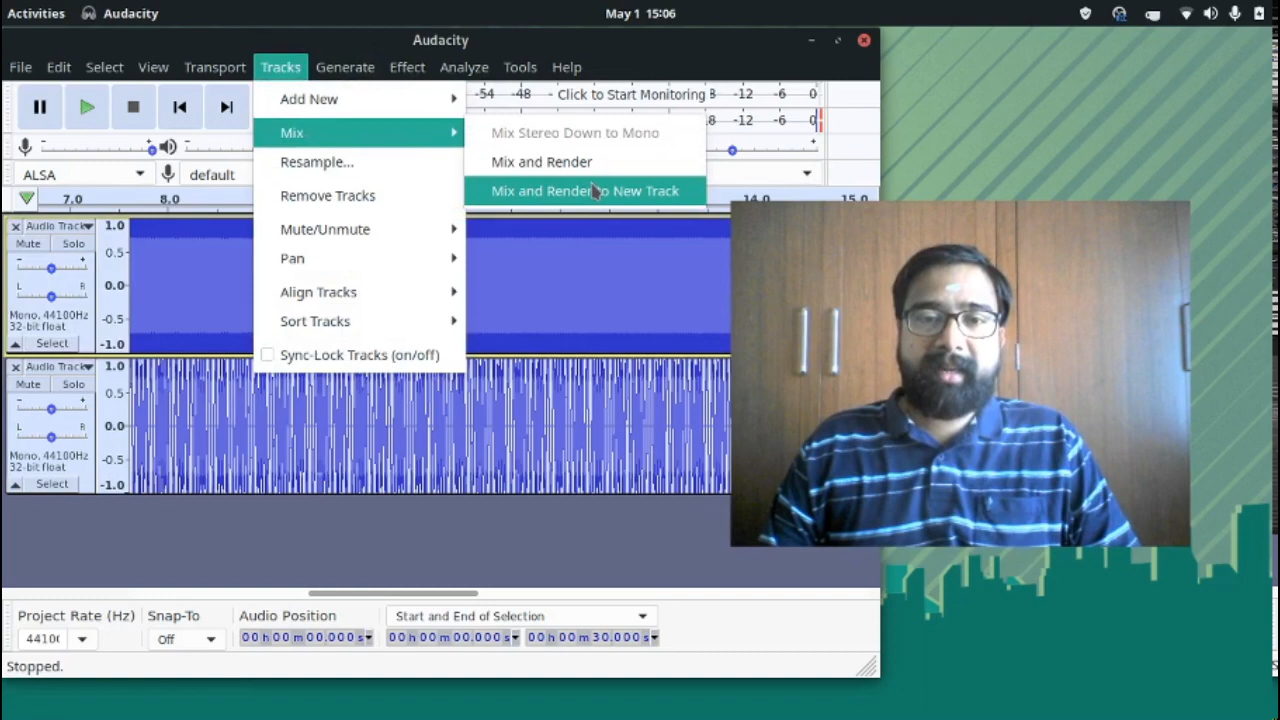 Activities Audacity May 1 15:06
Audacity
File Edit Select View Transport Tracks Generate Effect Analyze Tools Help
-54 -48 - Click to Start Monitoring 8 -12 -6 0
Add New
-12 -6 0
Mix
Mix Stereo Down to Mono
Resample...
Mix and Render
ALSA default
Mix and Render to New Track
Remove Tracks
7.0 8.0 14.0 15.0
Audio Track 1.0
Mute Solo
Mute/Unmute
0.5
- +
Pan
L R 0.0
Align Tracks
Mono, 44100Hz
32-bit float
-0.5
Sort Tracks
Select -1.0
Sync-Lock Tracks (on/off)
Audio Track 1.0
Mute Solo 0.5
- +
L R 0.0
Mono, 44100Hz
32-bit float -0.5
Select -1.0
Project Rate (Hz) Snap-To Audio Position Start and End of Selection
Off 00 h 00 m 00.000 s 00 h 00 m 00.000 s 00 h 00 m 30.000 s
Stopped.